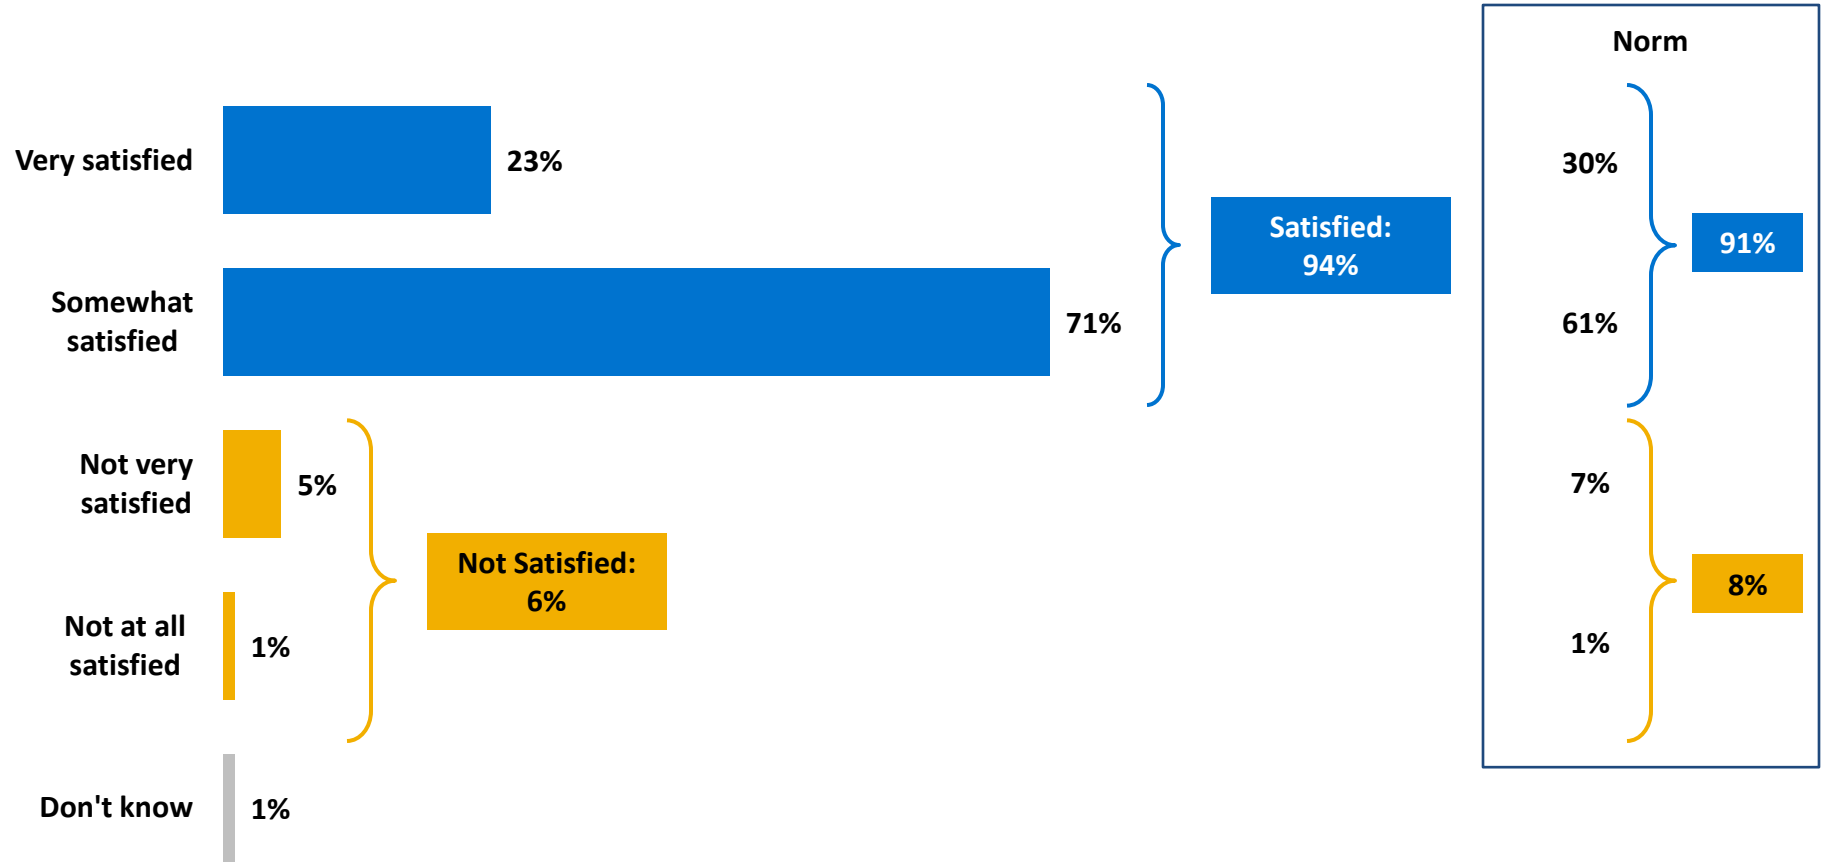 Norm
Very satisfied
23%
30%
Satisfied:
94%
91%
Somewhat
satisfied
71%
61%
Not very
satisfied
5%
7%
Not Satisfied:
6%
8%
Not at all
satisfied
1%
1%
Don't know
1%